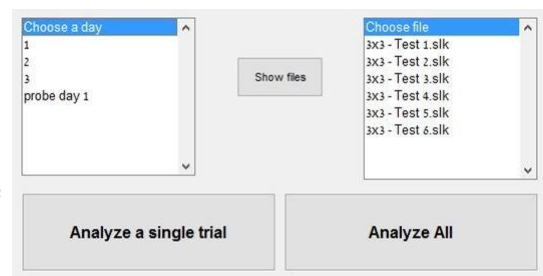 Choose a day
1
2
3
probe day 1
Show files
Choose file
3x3 - Test 1.slk
3x3 - Test 2.slk
3x3 - Test 3.slk
3x3 - Test 4.slk
3x3 - Test 5.slk
3x3 - Test 6.slk
Analyze a single trial
Analyze All